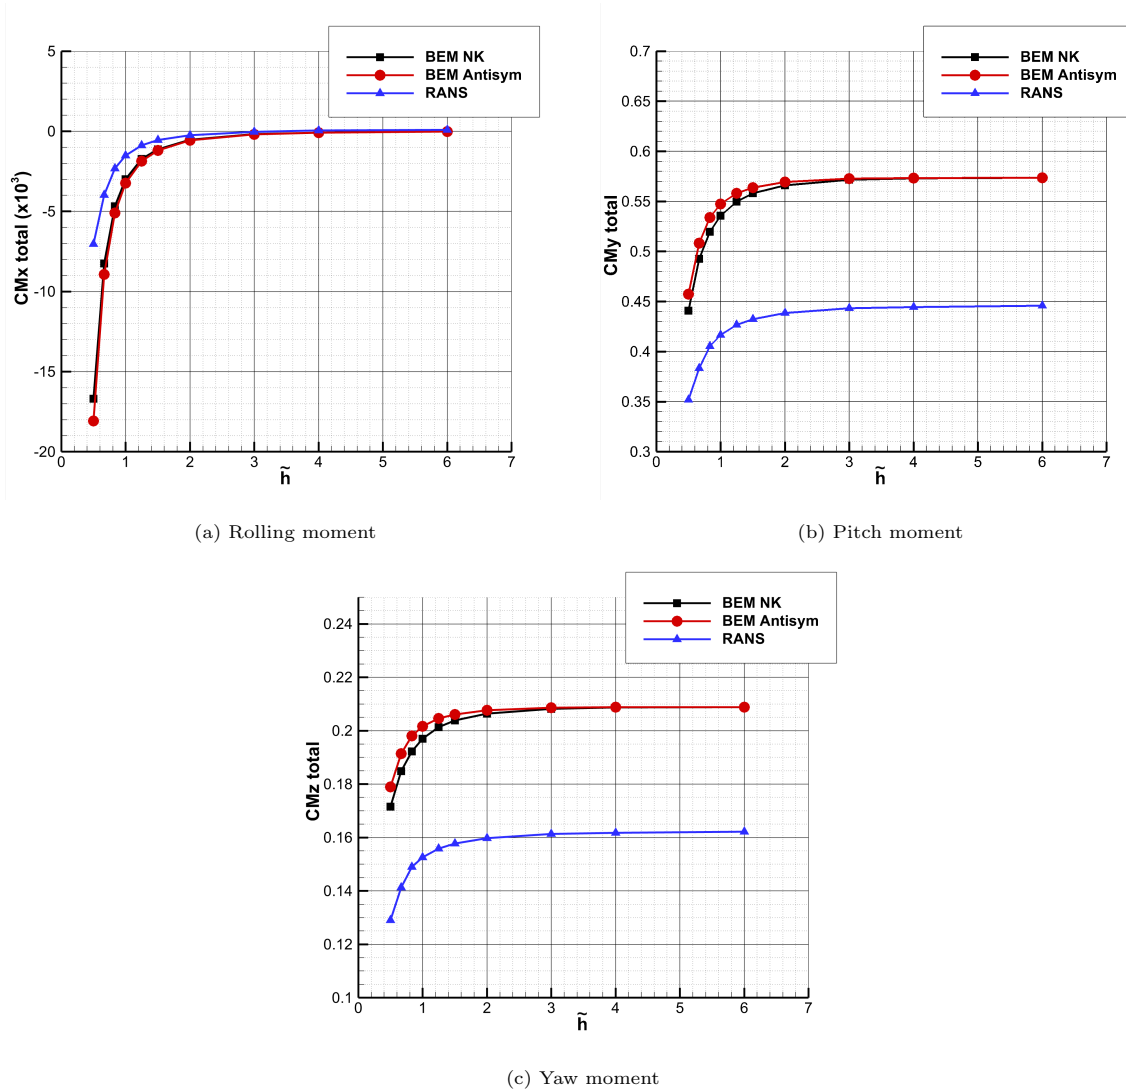 BEM NK
BEM Antisym
RANS
CMx total (x10³)
5
0
-5
-10
-15
-20
0 1 2 3 4 6 7
h̃
(a) Rolling moment
BEM NK
BEM Antisym
RANS
CMy total
0.7
0.65
0.6
0.55
0.5
0.45
0.4
0.35
0.3
0 1 2 3 4 6 7
h̃
(b) Pitch moment
BEM NK
BEM Antisym
RANS
CMz total
0.24
0.22
0.2
0.18
0.16
0.14
0.12
0.1
0 1 2 3 4 5 6 7
h̃
(c) Yaw moment